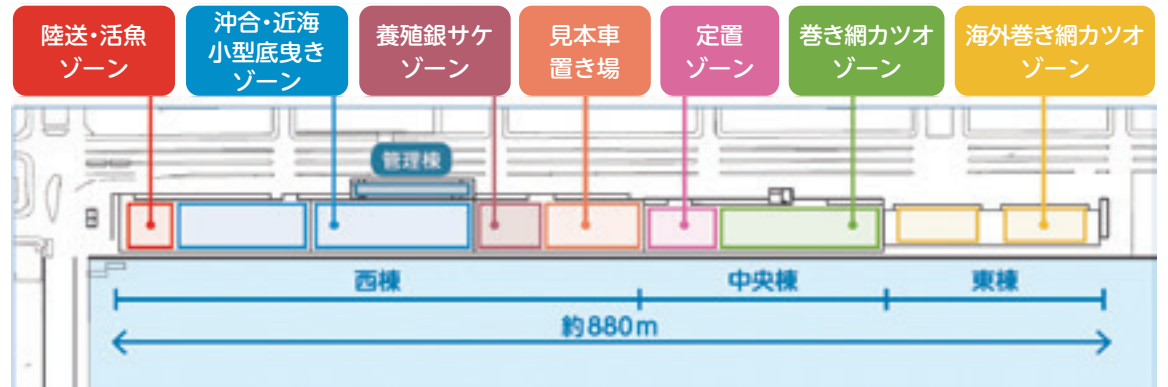 陸送・活魚
ゾーン
沖合・近海
小型底曳き
ゾーン
養殖銀サケ
ゾーン
見本車
置き場
定置
ゾーン
巻き網カツオ
ゾーン
海外巻き網カツオ
ゾーン
管理棟
西棟
中央棟
東棟
約880m